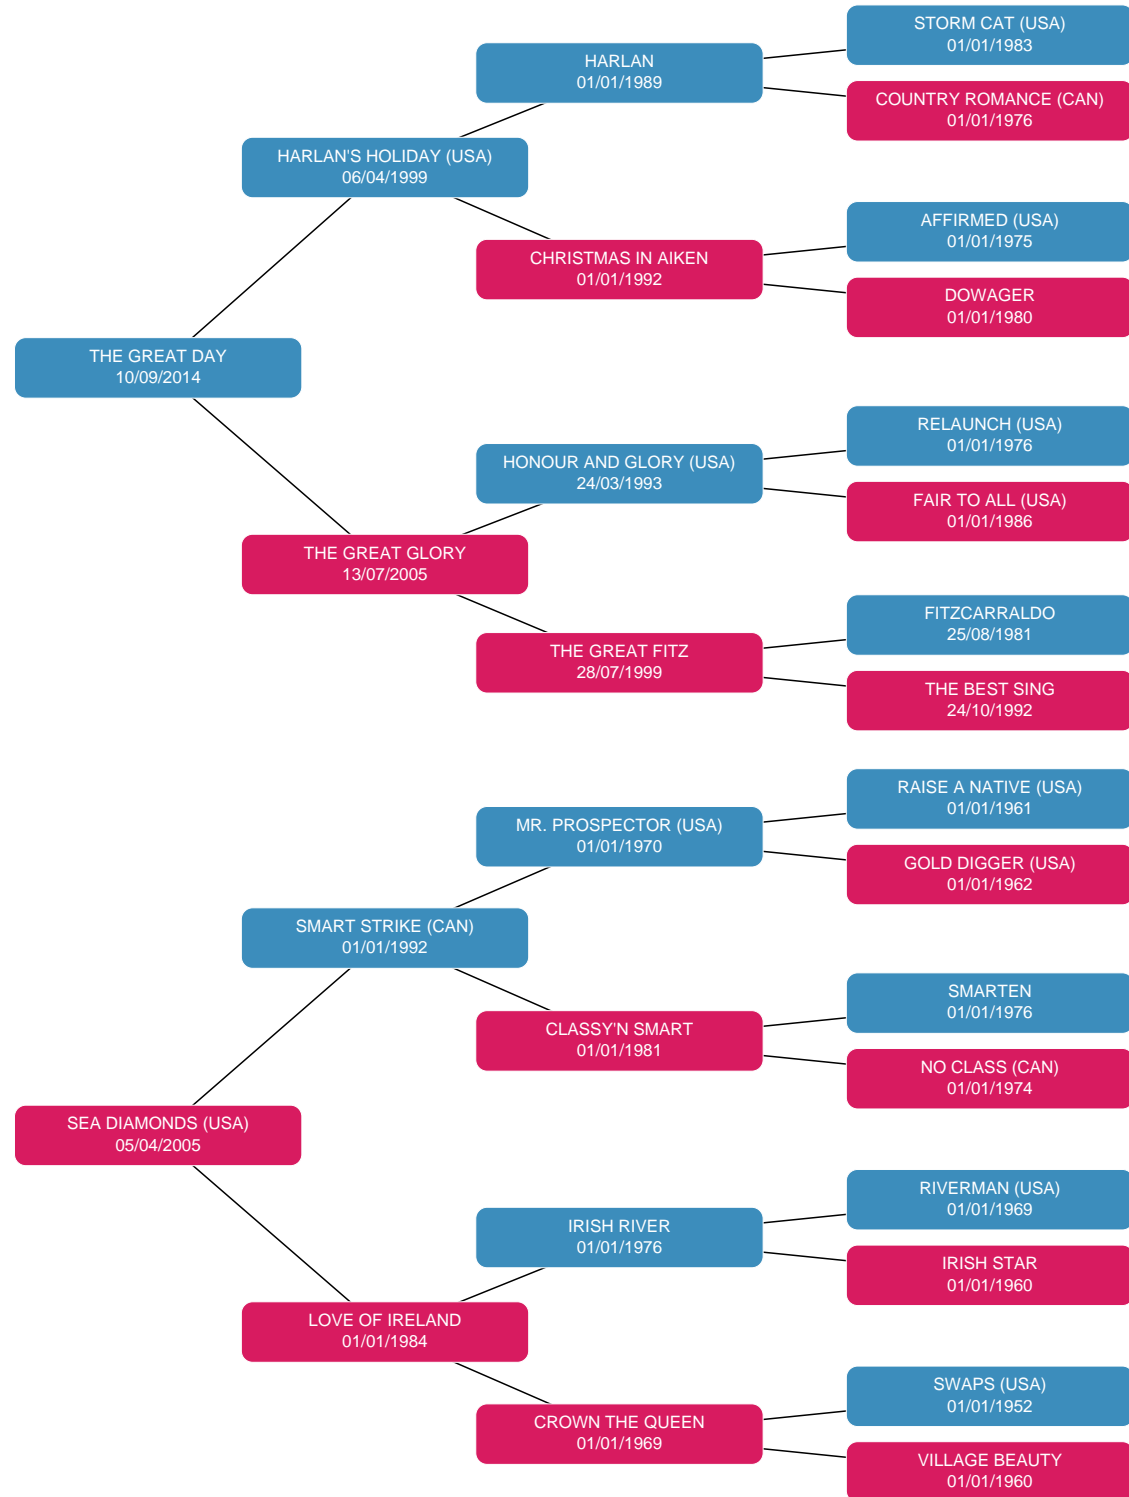 STORM CAT (USA)
01/01/1983
HARLAN
01/01/1989
COUNTRY ROMANCE (CAN)
01/01/1976
HARLAN'S HOLIDAY (USA)
06/04/1999
AFFIRMED (USA)
01/01/1975
CHRISTMAS IN AIKEN
01/01/1992
DOWAGER
01/01/1980
THE GREAT DAY
10/09/2014
RELAUNCH (USA)
01/01/1976
HONOUR AND GLORY (USA)
24/03/1993
FAIR TO ALL (USA)
01/01/1986
THE GREAT GLORY
13/07/2005
FITZCARRALDO
25/08/1981
THE GREAT FITZ
28/07/1999
THE BEST SING
24/10/1992
RAISE A NATIVE (USA)
01/01/1961
MR. PROSPECTOR (USA)
01/01/1970
GOLD DIGGER (USA)
01/01/1962
SMART STRIKE (CAN)
01/01/1992
SMARTEN
01/01/1976
CLASSY'N SMART
01/01/1981
NO CLASS (CAN)
01/01/1974
SEA DIAMONDS (USA)
05/04/2005
RIVERMAN (USA)
01/01/1969
IRISH RIVER
01/01/1976
IRISH STAR
01/01/1960
LOVE OF IRELAND
01/01/1984
SWAPS (USA)
01/01/1952
CROWN THE QUEEN
01/01/1969
VILLAGE BEAUTY
01/01/1960